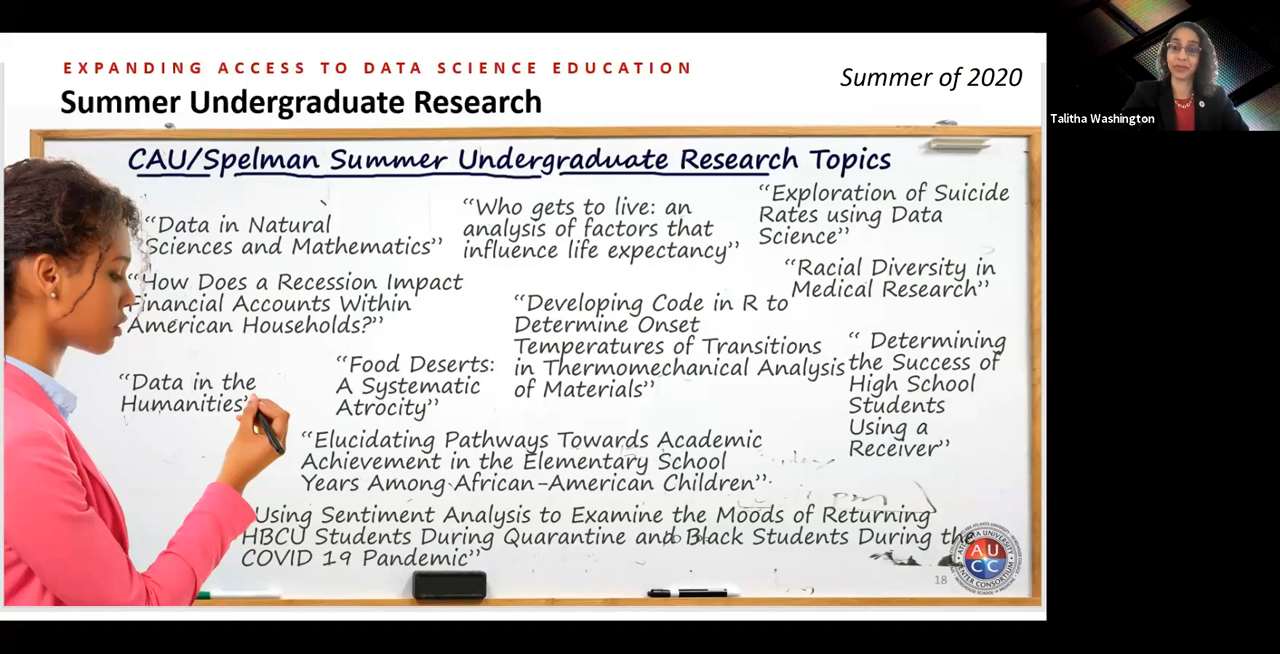 EXPANDING ACCESS TO DATA SCIENCE EDUCATION
Summer of 2020
Summer Undergraduate Research
Talitha Washington
CAU/Spelman Summer Undergraduate Research Topics
“Data in Natural
Sciences and Mathematics”
“Who gets to live: an
analysis of factors that
influence life expectancy”
“Exploration of Suicide
Rates using Data
Science”
“How Does a Recession Impact
Financial Accounts Within
American Households?”
“Racial Diversity in
Medical Research”
“Developing Code in R to
Determine Onset
Temperatures of Transitions
in Thermomechanical Analysis
of Materials”
“ Determining
the Success of
High School
Students
Using a
Receiver”
“Data in the
Humanities”
“Food Deserts:
A Systematic
Atrocity”
“Elucidating Pathways Towards Academic
Achievement in the Elementary School
Years Among African-American Children”
“Using Sentiment Analysis to Examine the Moods of Returning
HBCU Students During Quarantine and Black Students During the
COVID 19 Pandemic”
18
AU
CC